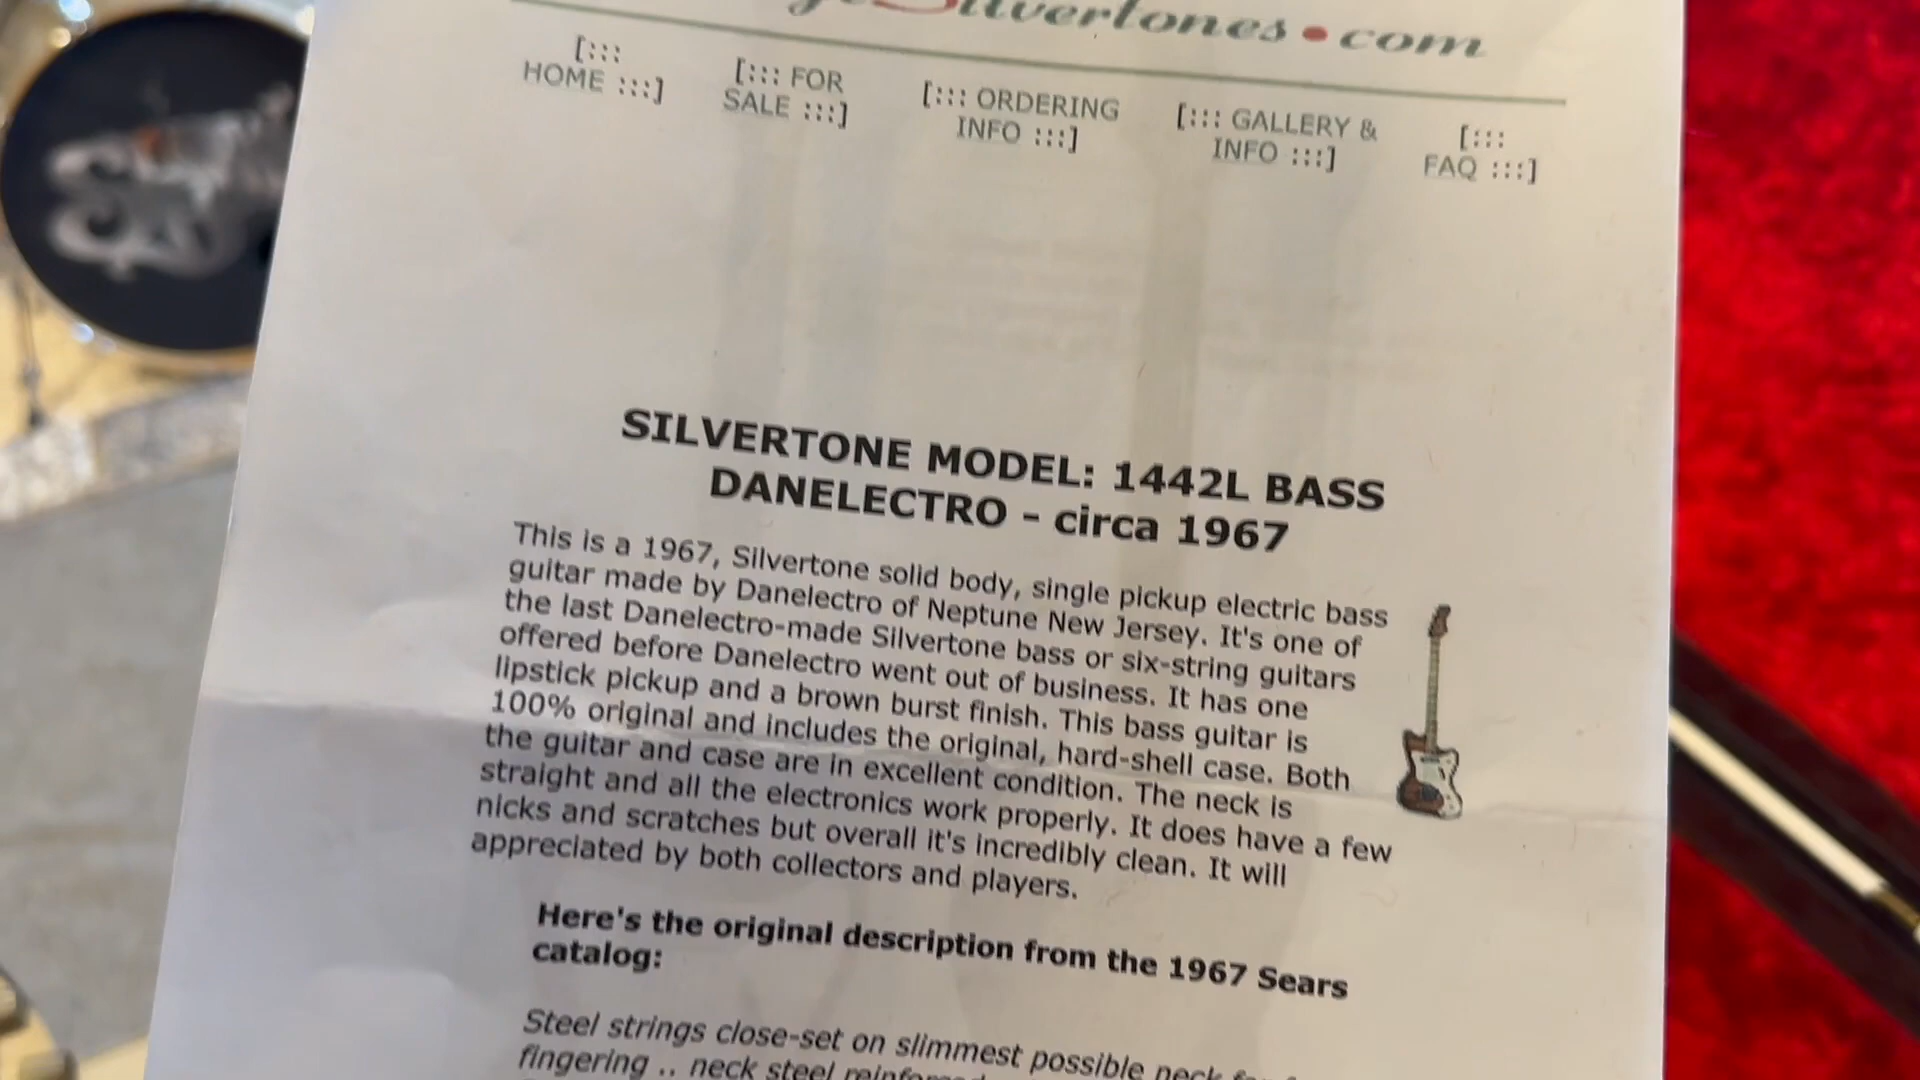 Silvertones.com
[::: HOME :::]
[::: FOR SALE :::]
[::: ORDERING INFO :::]
[::: GALLERY & INFO :::]
[::: FAQ :::]
SILVERTONE MODEL: 1442L BASS
DANELECTRO - circa 1967
This is a 1967, Silvertone solid body, single pickup electric bass
guitar made by Danelectro of Neptune New Jersey. It's one of
the last Danelectro-made Silvertone bass or six-string guitars
offered before Danelectro went out of business. It has one
lipstick pickup and a brown burst finish. This bass guitar is
100% original and includes the original, hard-shell case. Both
the guitar and case are in excellent condition. The neck is
straight and all the electronics work properly. It does have a few
nicks and scratches but overall it's incredibly clean. It will
appreciated by both collectors and players.
Here's the original description from the 1967 Sears
catalog:
Steel strings close-set on slimmest possible neck
fingering .. neck steel